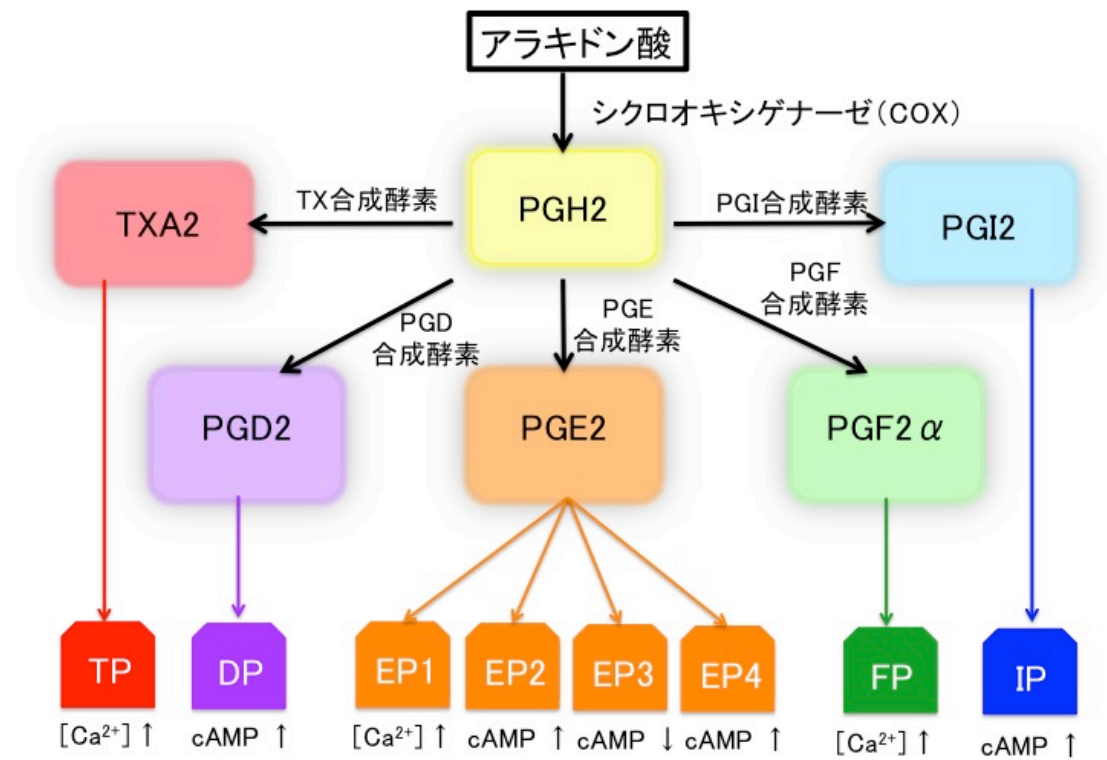 アラキドン酸
シクロオキシゲナーゼ(COX)
TXA2
TX合成酵素
PGH2
PGI合成酵素
PGI2
PGD
合成酵素
PGE
合成酵素
PGF
合成酵素
PGD2
PGE2
PGF2α
TP
DP
EP1
EP2
EP3
EP4
FP
IP
[Ca²⁺]↑
cAMP ↑
[Ca²⁺]↑
cAMP ↑
cAMP ↓
cAMP ↑
[Ca²⁺]↑
cAMP ↑